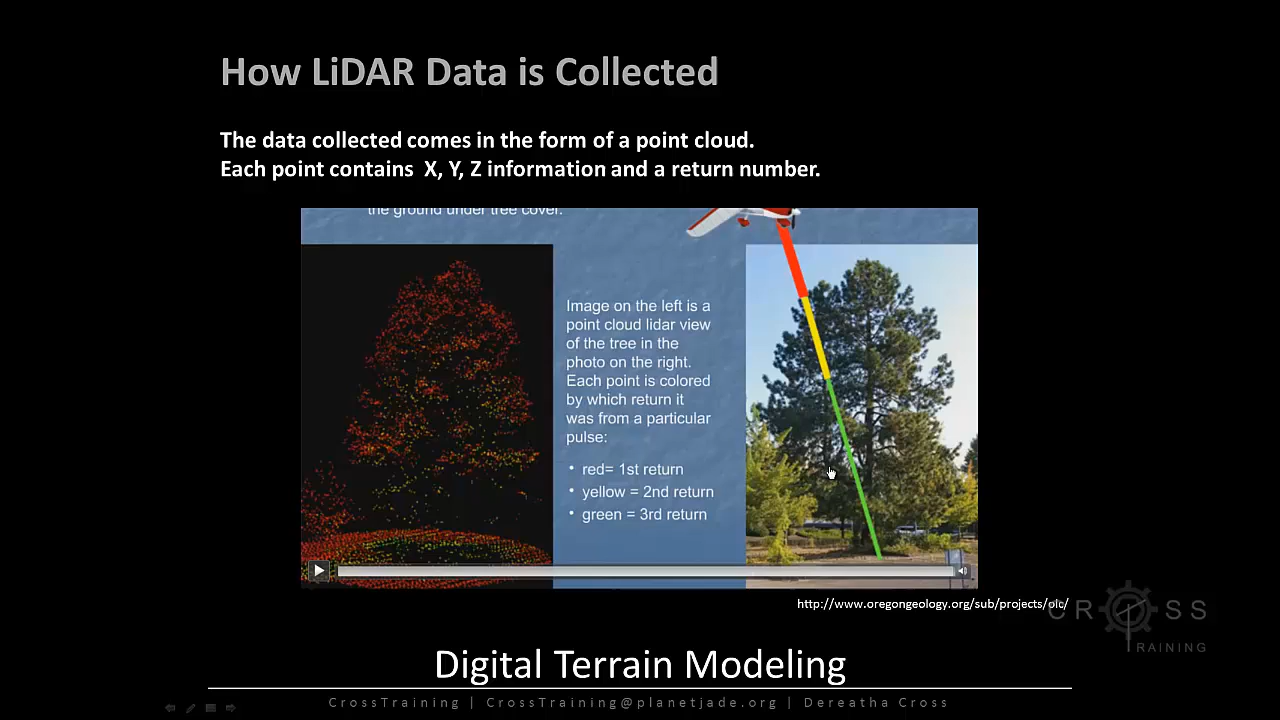 How LiDAR Data is Collected
The data collected comes in the form of a point cloud.
Each point contains X, Y, Z information and a return number.
the ground under tree cover.
Image on the left is a
point cloud lidar view
of the tree in the
photo on the right.
Each point is colored
by which return it
was from a particular
pulse:
• red= 1st return
• yellow = 2nd return
• green = 3rd return
http://www.oregongeology.org/sub/projects/olc/
CROSS
TRAINING
Digital Terrain Modeling
CrossTraining | CrossTraining@planetjade.org | Dereatha Cross